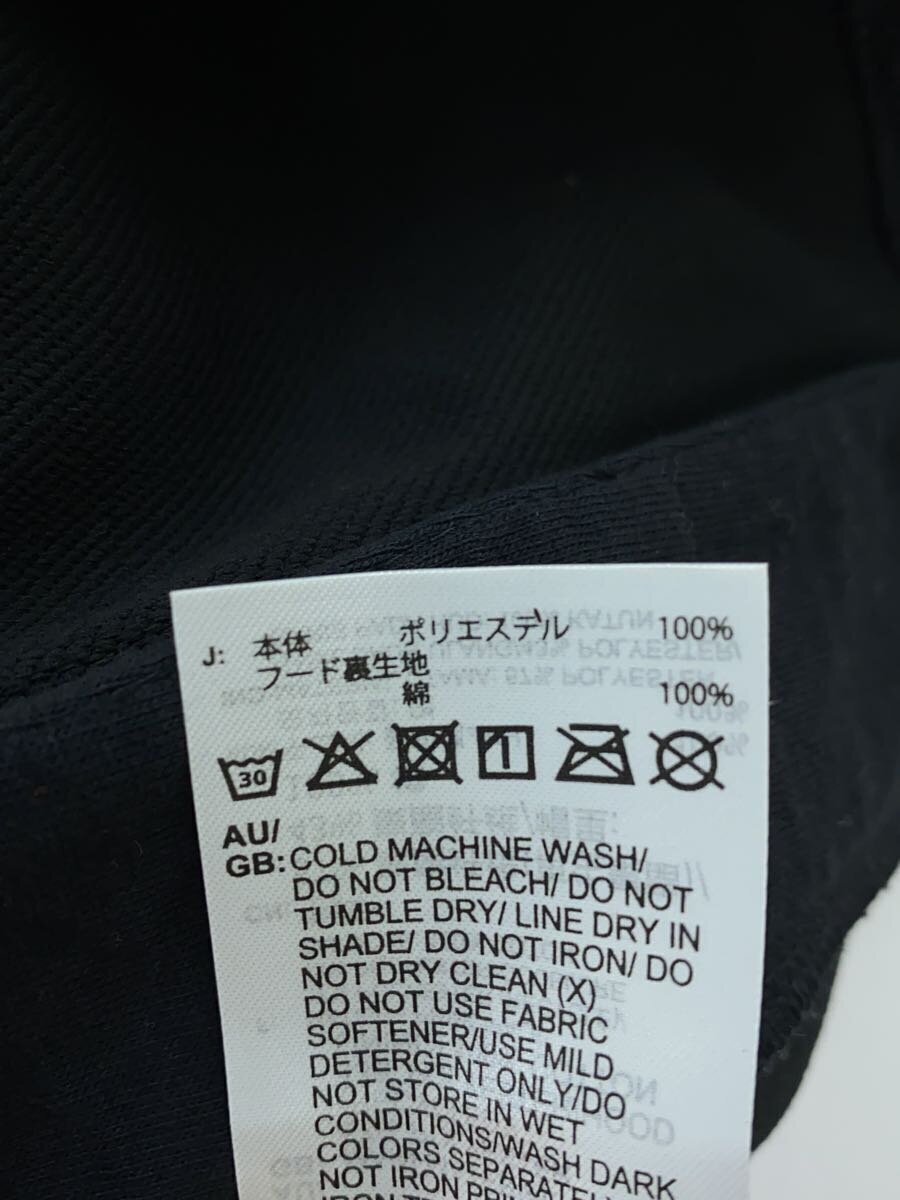 J: 本体 ポリエステル 100%
フード裏生地
綿 100%
30
AU/
GB: COLD MACHINE WASH/
DO NOT BLEACH/ DO NOT
TUMBLE DRY/ LINE DRY IN
SHADE/ DO NOT IRON/ DO
NOT DRY CLEAN (X)
DO NOT USE FABRIC
SOFTENER/USE MILD
DETERGENT ONLY/DO
NOT STORE IN WET
CONDITIONS/WASH DARK
COLORS SEPARATELY/
NOT IRON